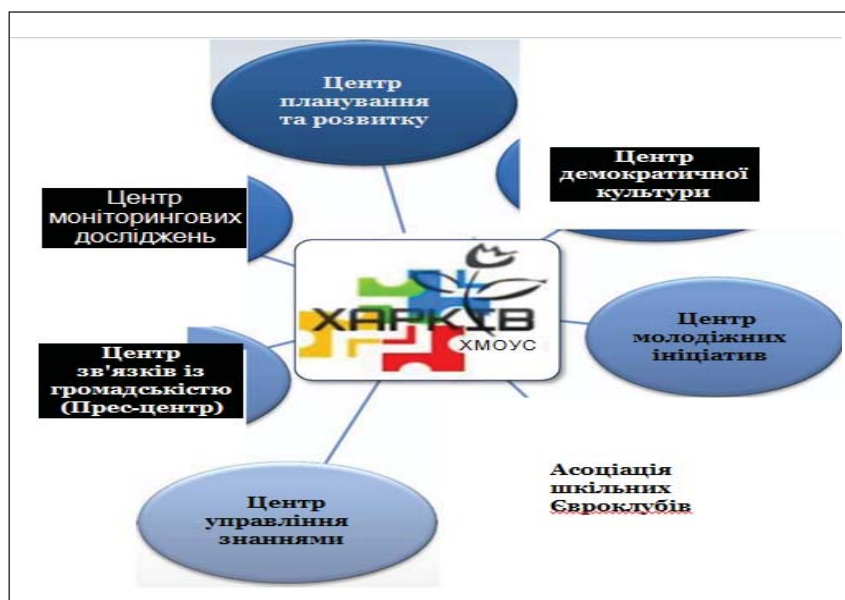 Центр
планування
та розвитку
Центр
демократичної
культури
Центр
моніторингових
досліджень
ХАРКІВ
ХМОУС
Центр
молодіжних
ініціатив
Центр
зв'язків із
громадськістю
(Прес-центр)
Асоціація
шкільних
Євроклубів
Центр
управління
знаннями